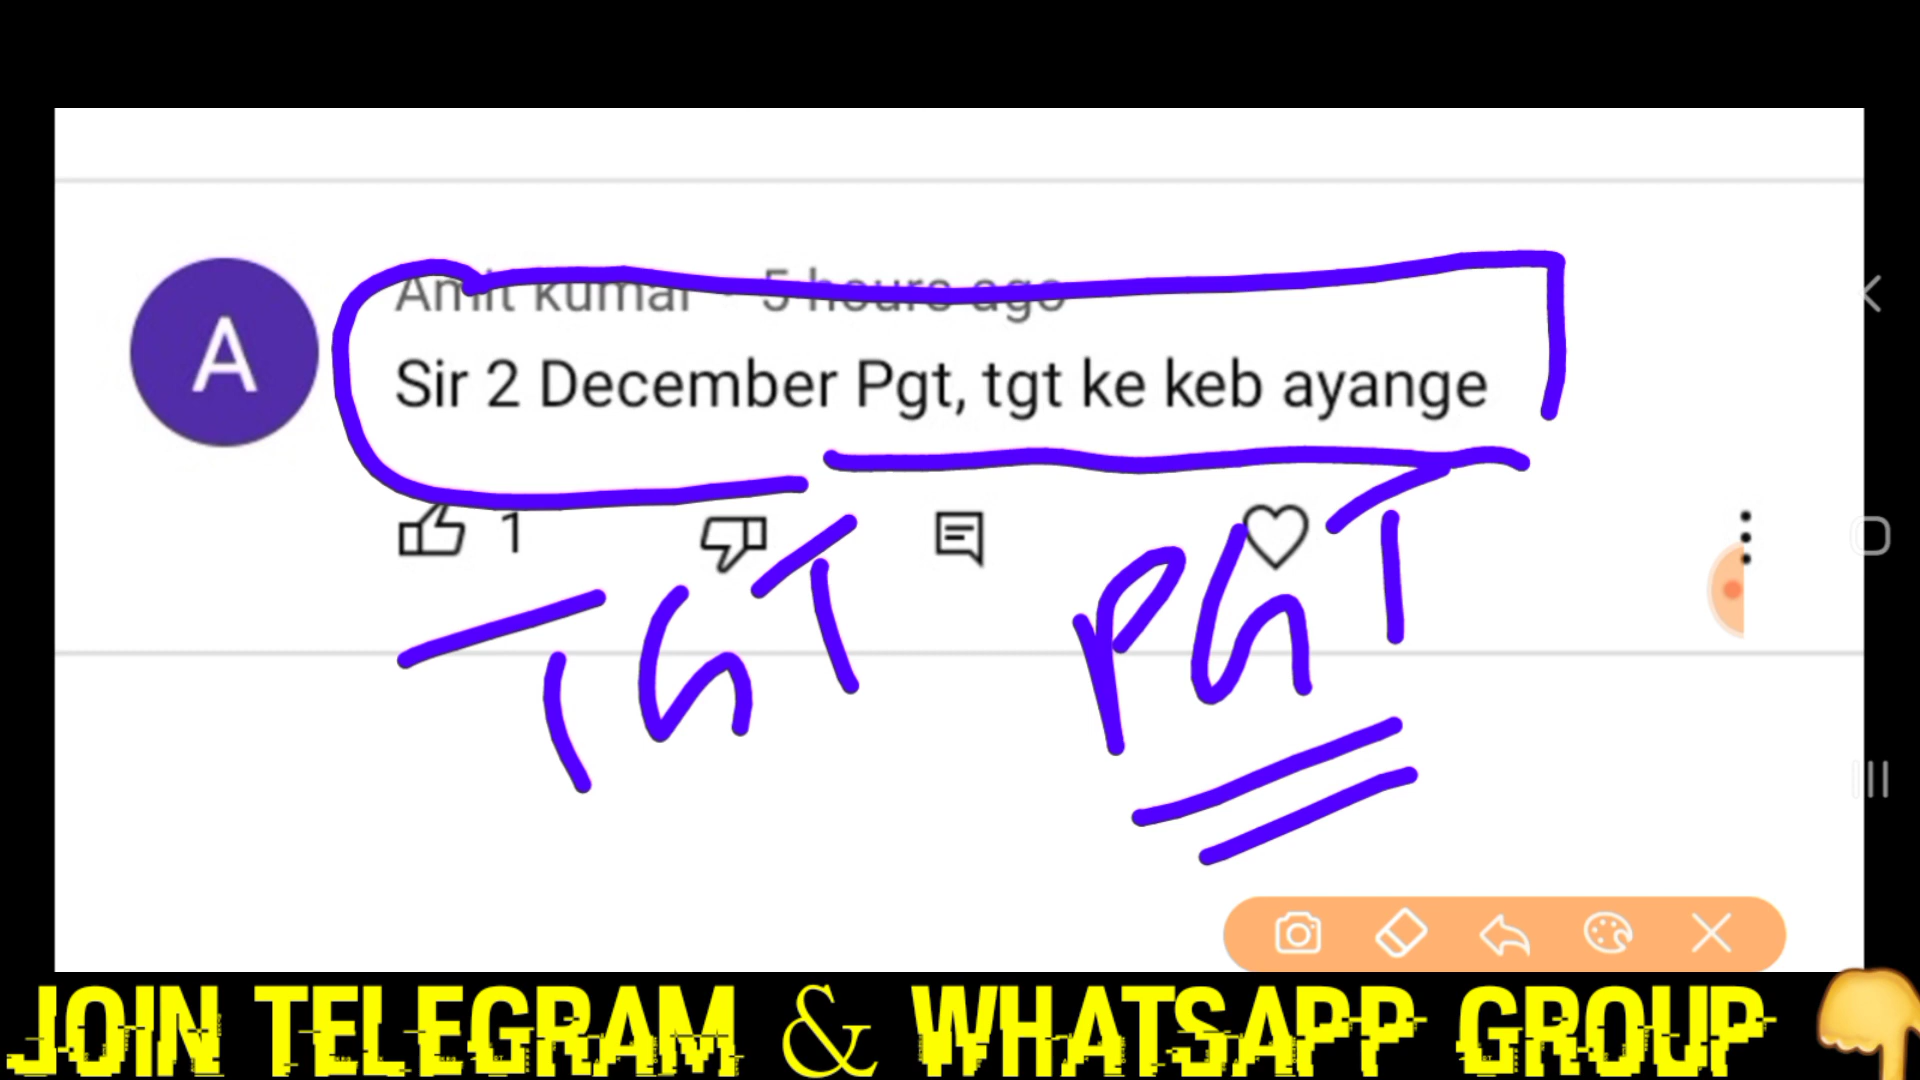 A
Amit kumar · 5 hours ago
Sir 2 December Pgt, tgt ke keb ayange
1
TGT PGT
JOIN TELEGRAM & WHATSAPP GROUP